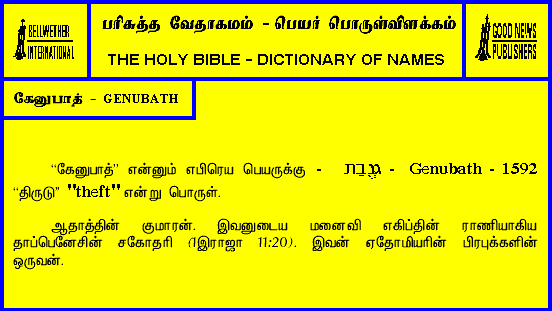 BELLWETHER
INTERNATIONAL
பரிசுத்த வேதாகமம் - பெயர் பொருள்விளக்கம்
THE HOLY BIBLE - DICTIONARY OF NAMES
GOOD NEWS
PUBLISHERS
கேனுபாத் - GENUBATH
“கேனுபாத்” என்னும் எபிரெய பெயருக்கு - גְּנֻבַת - Genubath - 1592
“திருடு” "theft" என்று பொருள்.
ஆதாத்தின் குமாரன். இவனுடைய மனைவி எகிப்தின் ராணியாகிய
தாப்பெனேசின் சகோதரி (1இராஜா 11:20). இவன் ஏதோமியரின் பிரபுக்களின்
ஒருவன்.